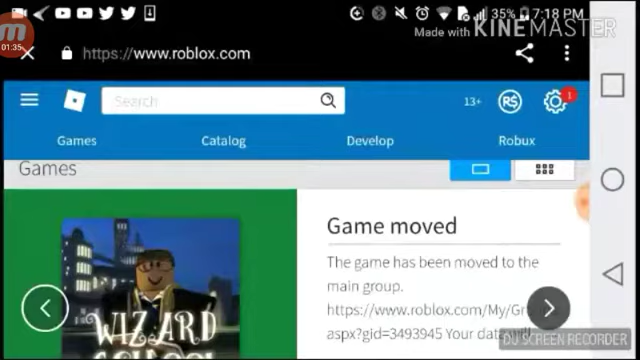 35% 7:18 PM
Made with KINEMASTER
01:35
https://www.roblox.com
Search
13+
R$
1
Games
Catalog
Develop
Robux
Games
Game moved
The game has been moved to the
main group.
https://www.roblox.com/My/Gr
aspx?gid=3493945 Your data will
WIZARD
DU SCREEN RECORDER